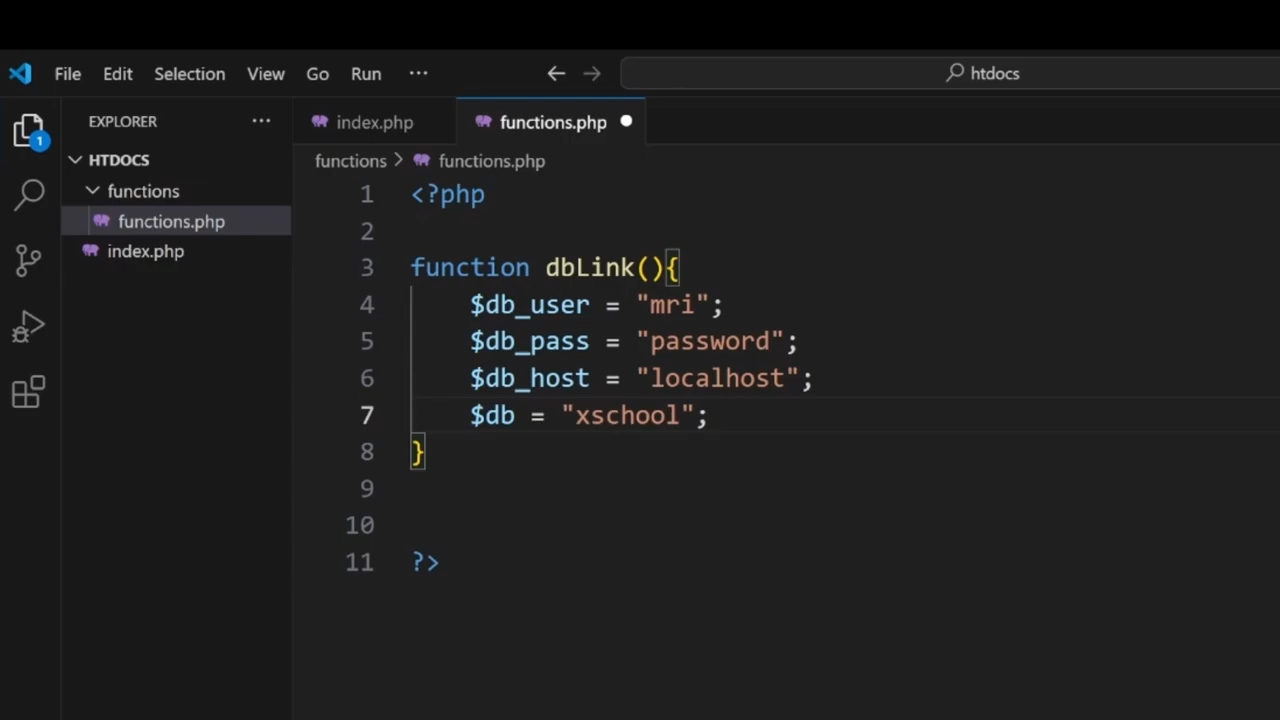 File Edit Selection View Go Run ··· htdocs
EXPLORER ···
index.php functions.php
1
HTDOCS
functions
functions.php
index.php
functions > functions.php
1 <?php
2
3 function dbLink(){
4 $db_user = "mri";
5 $db_pass = "password";
6 $db_host = "localhost";
7 $db = "xschool";
8 }
9
10
11 ?>